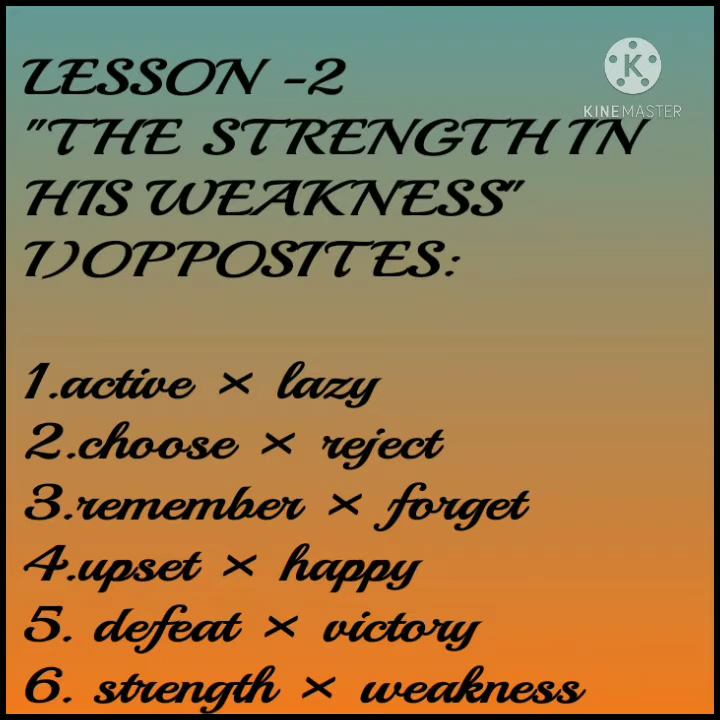 LESSON -2
"THE STRENGTH IN
HIS WEAKNESS"
I)OPPOSITES:
1.active × lazy
2.choose × reject
3.remember × forget
4.upset × happy
5. defeat × victory
6. strength × weakness
K
KINEMASTER